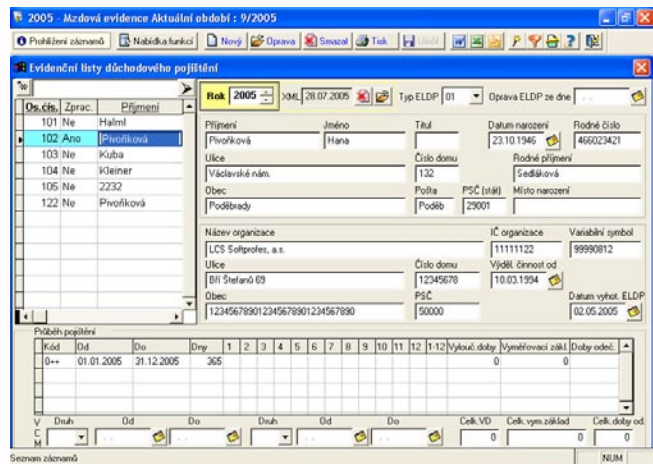 2005 - Mzdová evidence Aktuální období : 9/2005
Prohlížení záznamů Nabídka funkcí Nový Oprava Smazat Tisk Uložit
Evidenční listy důchodového pojištění
Rok 2005 XML 28.07.2005 Typ ELDP 01 Oprava ELDP ze dne . .
Os.čís. Zprac. Příjmení
101 Ne Halml
102 Ano Pivoňková
103 Ne Kuba
104 Ne Kleiner
105 Ne 2232
122 Ne Pivoňková
Příjmení Jméno Titul Datum narození Rodné číslo
Pivoňková Hana 23.10.1946 466023421
Ulice Číslo domu Rodné příjmení
Václavské nám. 132 Sedláková
Obec Pošta PSČ (stát) Místo narození
Poděbrady Poděb 29001
Název organizace IČ organizace Variabilní symbol
LCS Softprofes, a.s. 11111122 99990812
Ulice Číslo domu Výděl. činnost od
Bří Štefanů 69 12345678 10.03.1994
Obec PSČ Datum vyhot. ELDP
123456789012345678901234567890 50000 02.05.2005
Průběh pojištění
Kód Od Do Dny 1 2 3 4 5 6 7 8 9 10 11 12 1-12 Vylouč.doby Vyměřovací zákl. Doby odeč.
0++ 01.01.2005 31.12.2005 365 0 0
V Druh Od Do Druh Od Do Celk.VD Celk. vym.základ Celk.doby od
C
M . . . . . . . . 0 0 0
Seznam záznamů NUM